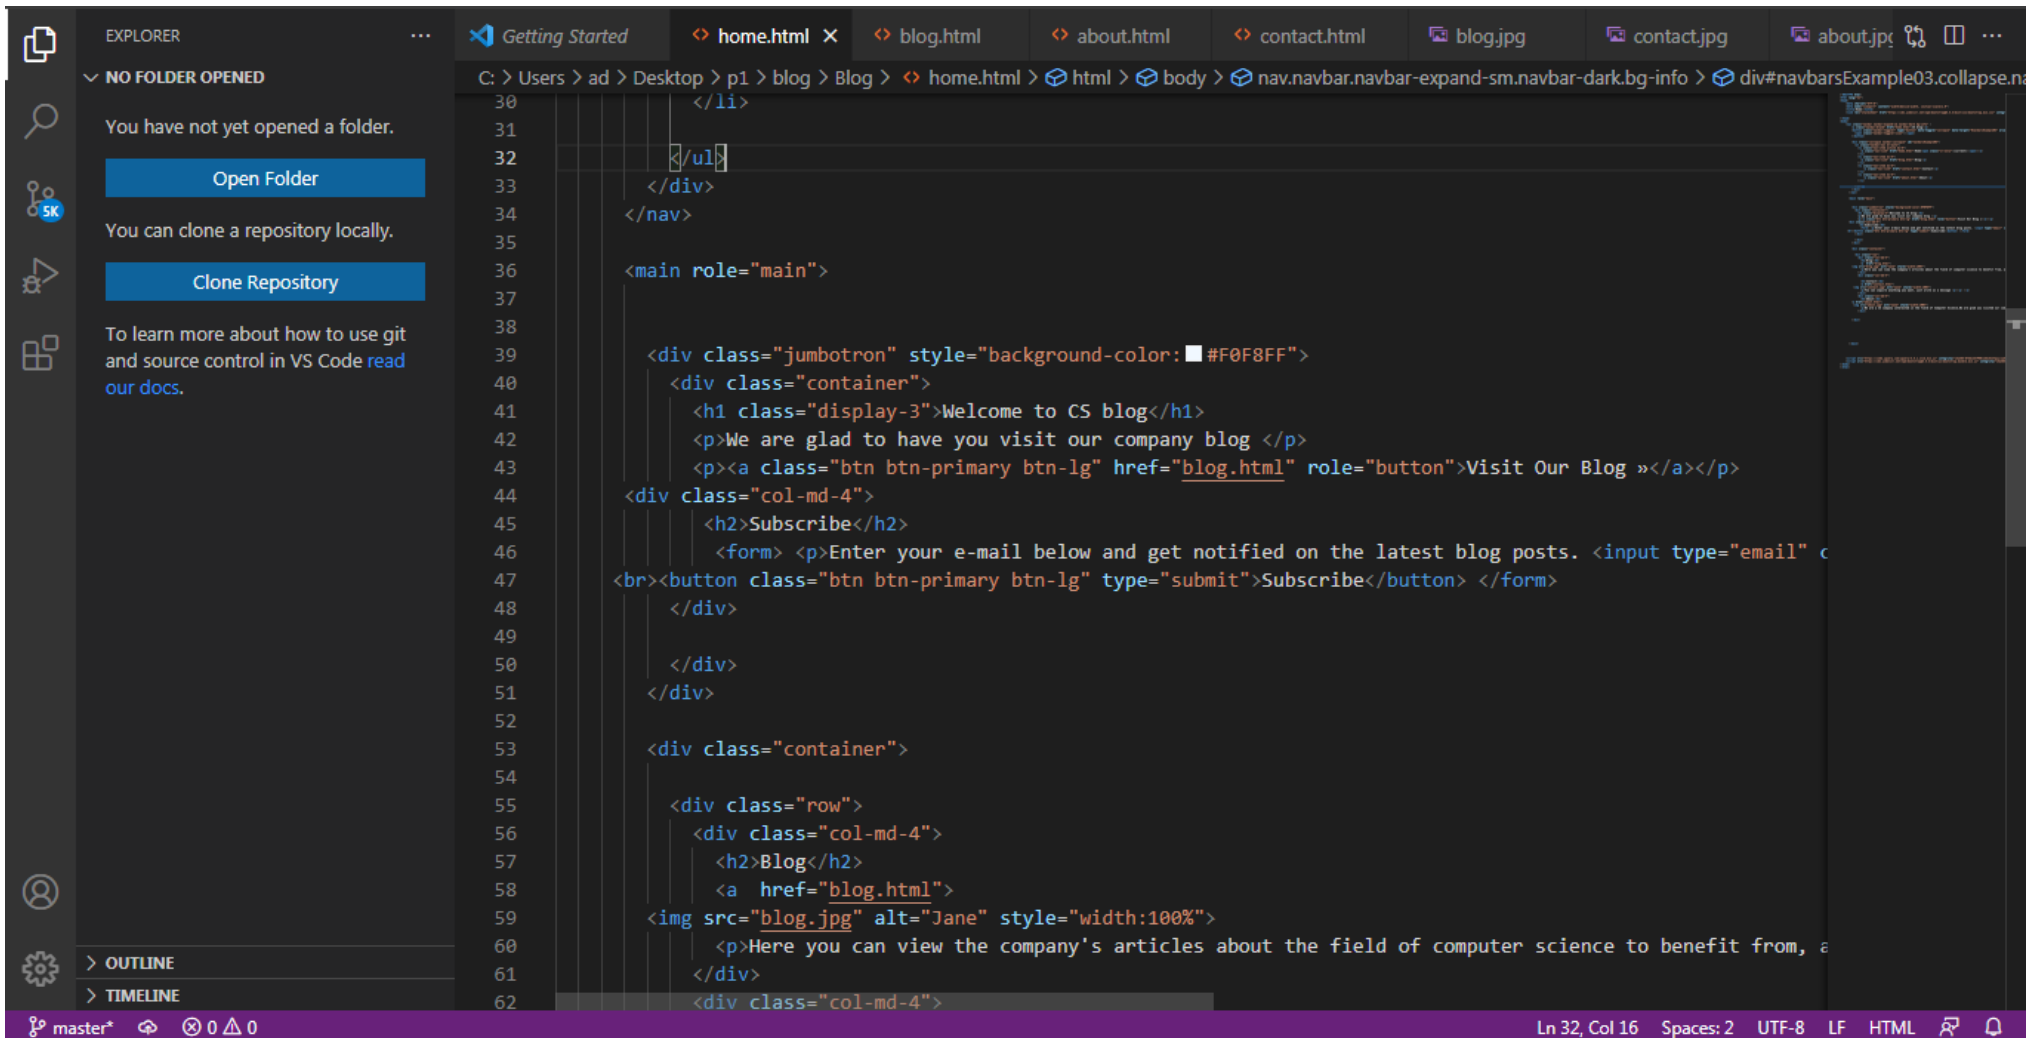 EXPLORER ···
NO FOLDER OPENED
You have not yet opened a folder.
Open Folder
You can clone a repository locally.
Clone Repository
To learn more about how to use git
and source control in VS Code read
our docs.
OUTLINE
TIMELINE
5K
Getting Started home.html × blog.html about.html contact.html blog.jpg contact.jpg about.jpg ···
C: > Users > ad > Desktop > p1 > blog > Blog > home.html > html > body > nav.navbar.navbar-expand-sm.navbar-dark.bg-info > div#navbarsExample03.collapse.na
30 </li>
31
32 </ul>
33 </div>
34 </nav>
35
36 <main role="main">
37
38
39 <div class="jumbotron" style="background-color: #F0F8FF">
40 <div class="container">
41 <h1 class="display-3">Welcome to CS blog</h1>
42 <p>We are glad to have you visit our company blog </p>
43 <p><a class="btn btn-primary btn-lg" href="blog.html" role="button">Visit Our Blog »</a></p>
44 <div class="col-md-4">
45 <h2>Subscribe</h2>
46 <form> <p>Enter your e-mail below and get notified on the latest blog posts. <input type="email" c
47 <br><button class="btn btn-primary btn-lg" type="submit">Subscribe</button> </form>
48 </div>
49
50 </div>
51 </div>
52
53 <div class="container">
54
55 <div class="row">
56 <div class="col-md-4">
57 <h2>Blog</h2>
58 <a  href="blog.html">
59 <img src="blog.jpg" alt="Jane" style="width:100%">
60 <p>Here you can view the company's articles about the field of computer science to benefit from, a
61 </div>
62 <div class="col-md-4">
master* 0 0 Ln 32, Col 16 Spaces: 2 UTF-8 LF HTML